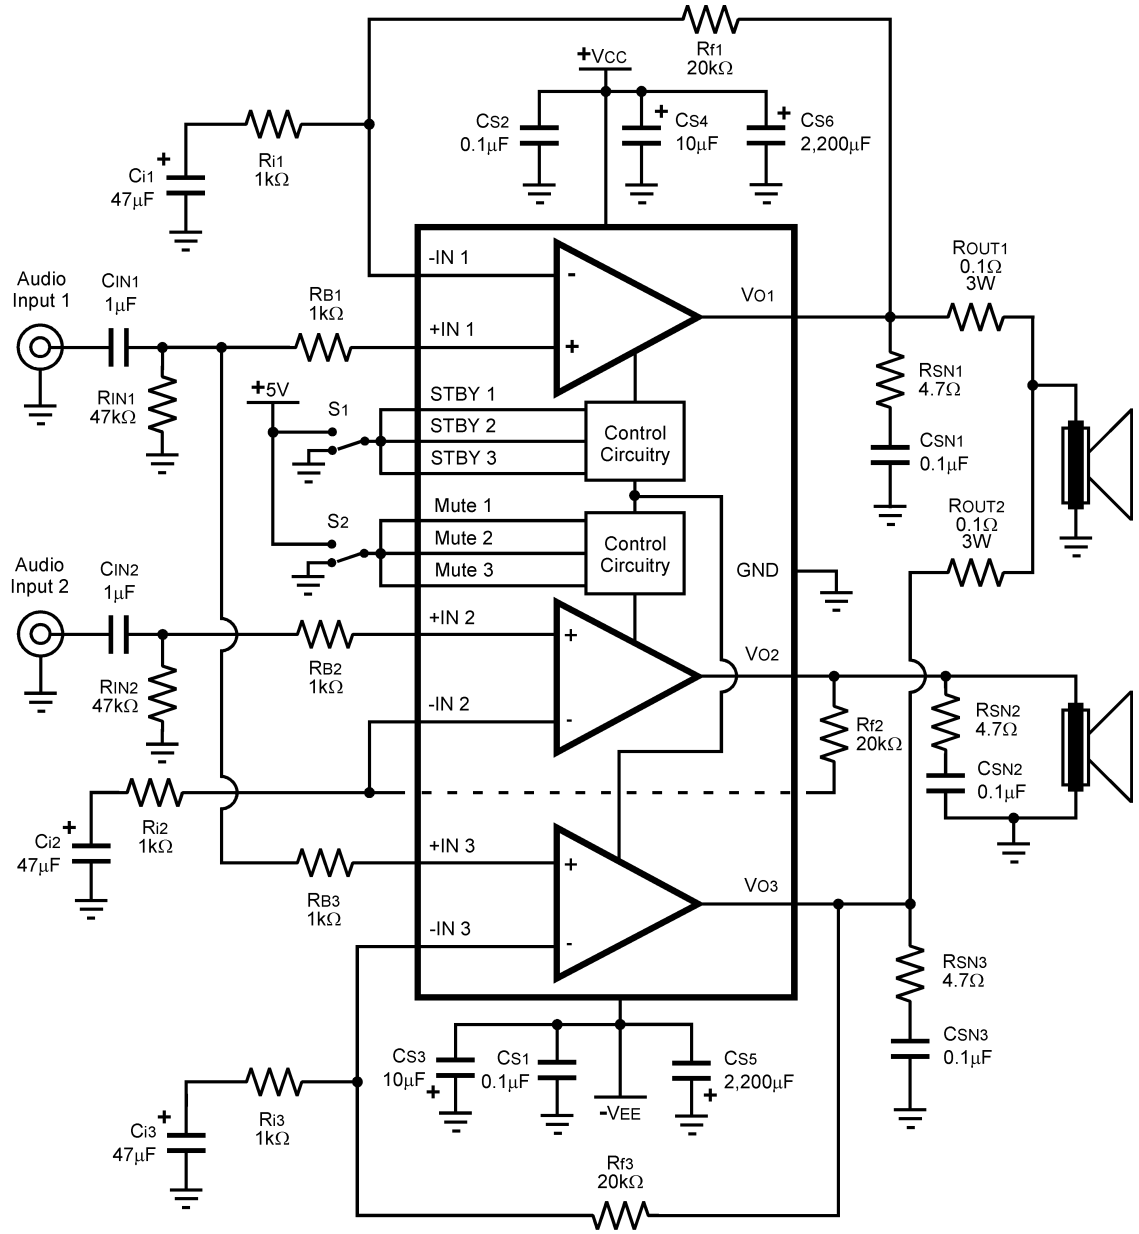 Rf1
20kΩ
+VCC
CS2
0.1µF
+
CS4
10µF
+
CS6
2,200µF
Ri1
1kΩ
+
Ci1
47µF
Audio
Input 1
CIN1
1µF
RIN1
47kΩ
RB1
1kΩ
-IN 1
+IN 1
-
+
VO1
ROUT1
0.1Ω
3W
RSN1
4.7Ω
CSN1
0.1µF
+5V
S1
STBY 1
STBY 2
STBY 3
Control
Circuitry
S2
Mute 1
Mute 2
Mute 3
Control
Circuitry
GND
ROUT2
0.1Ω
3W
Audio
Input 2
CIN2
1µF
RIN2
47kΩ
RB2
1kΩ
+IN 2
-IN 2
+
-
VO2
Rf2
20kΩ
RSN2
4.7Ω
CSN2
0.1µF
Ri2
1kΩ
+
Ci2
47µF
RB3
1kΩ
+IN 3
-IN 3
+
-
VO3
RSN3
4.7Ω
CSN3
0.1µF
CS3
10µF
+
CS1
0.1µF
-VEE
CS5
2,200µF
+
Ri3
1kΩ
+
Ci3
47µF
Rf3
20kΩ